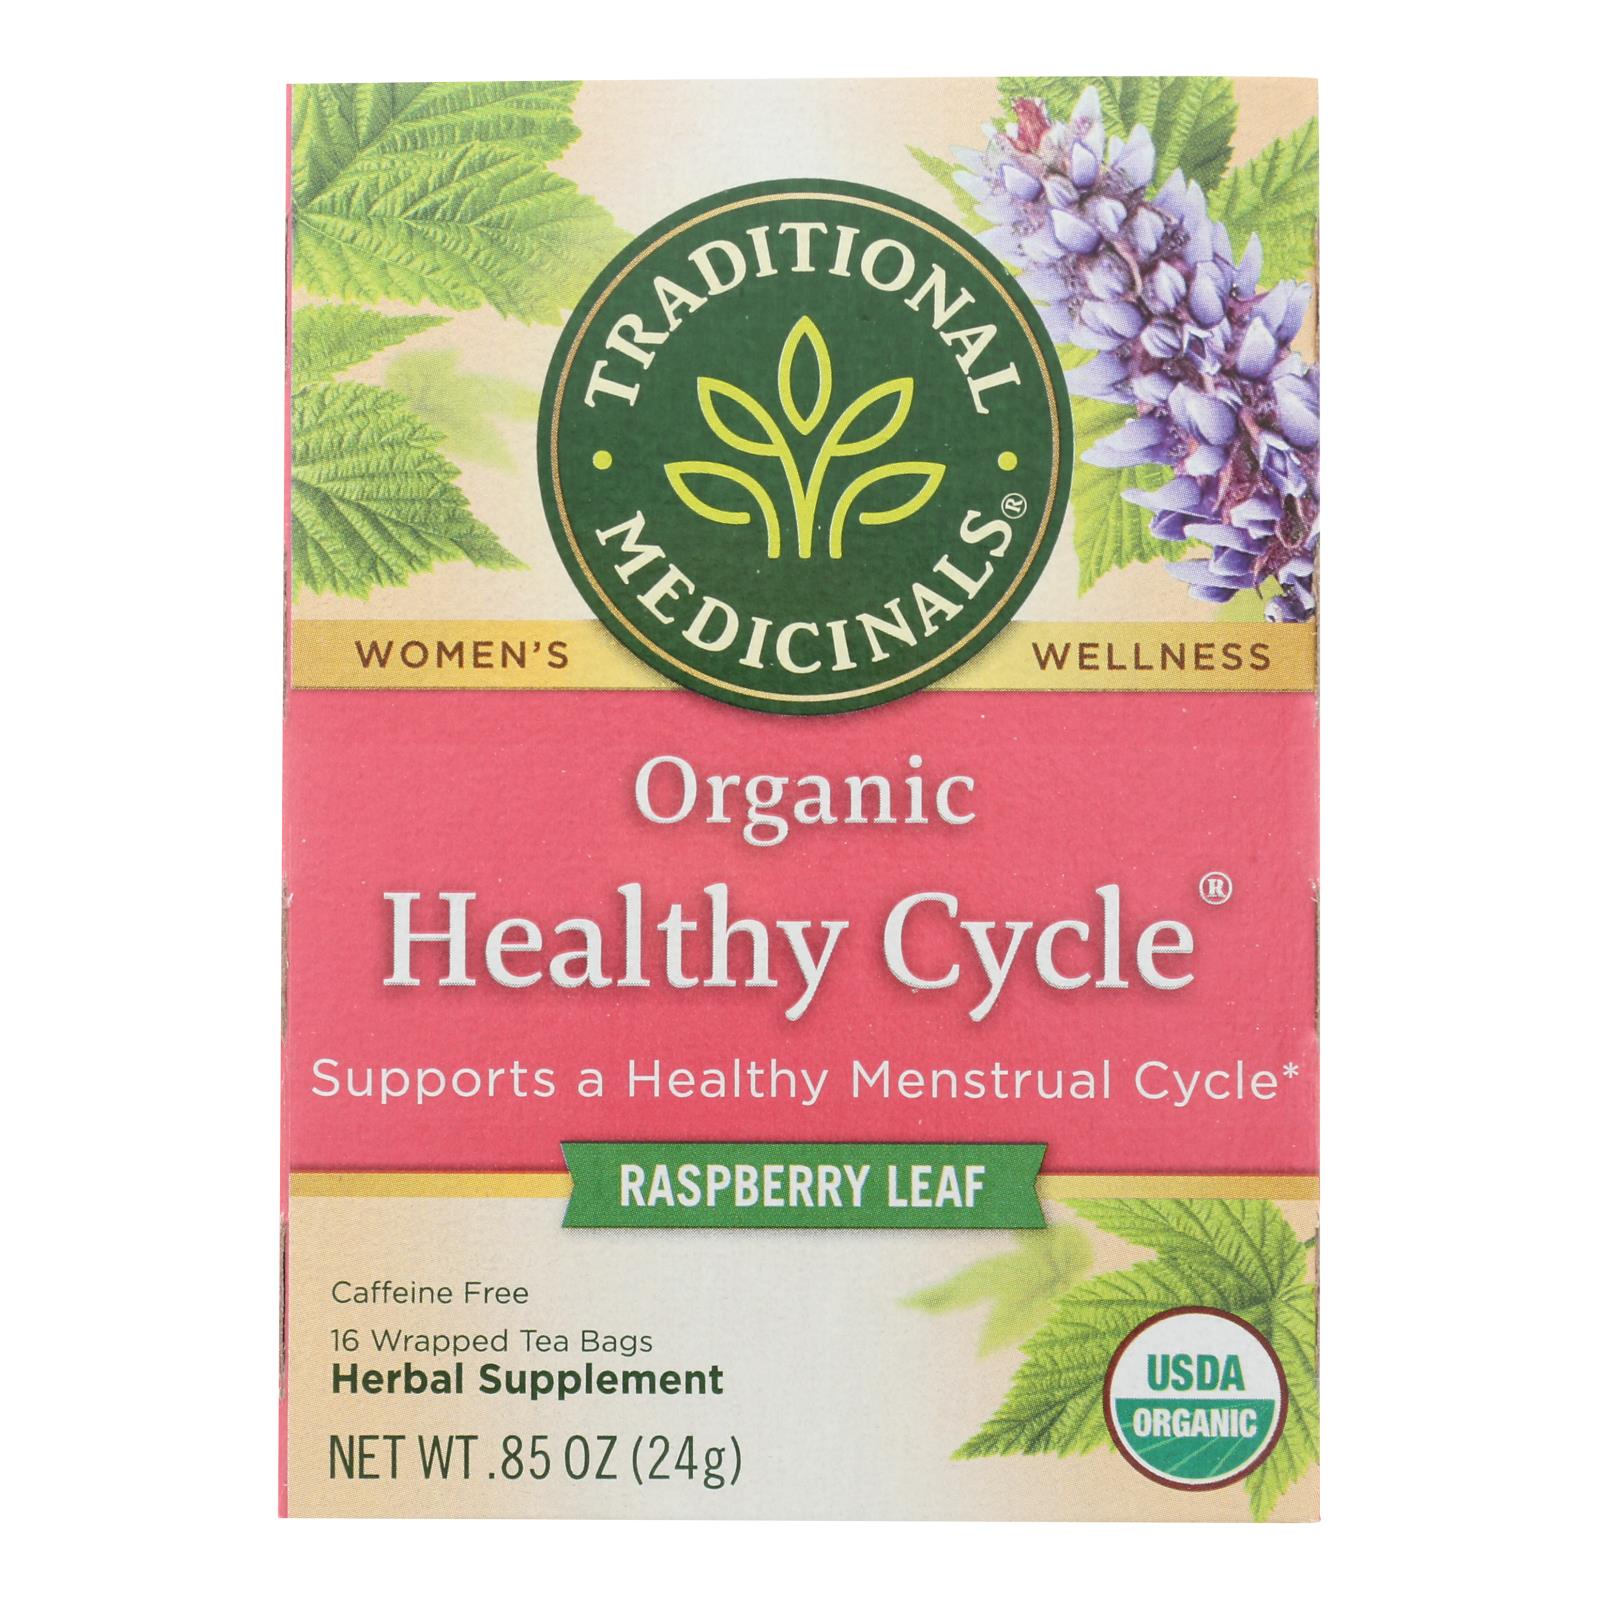 TRADITIONAL
MEDICINALS®
WOMEN'S WELLNESS
Organic
Healthy Cycle®
Supports a Healthy Menstrual Cycle*
RASPBERRY LEAF
Caffeine Free
16 Wrapped Tea Bags
Herbal Supplement
NET WT .85 OZ (24g)
USDA
ORGANIC